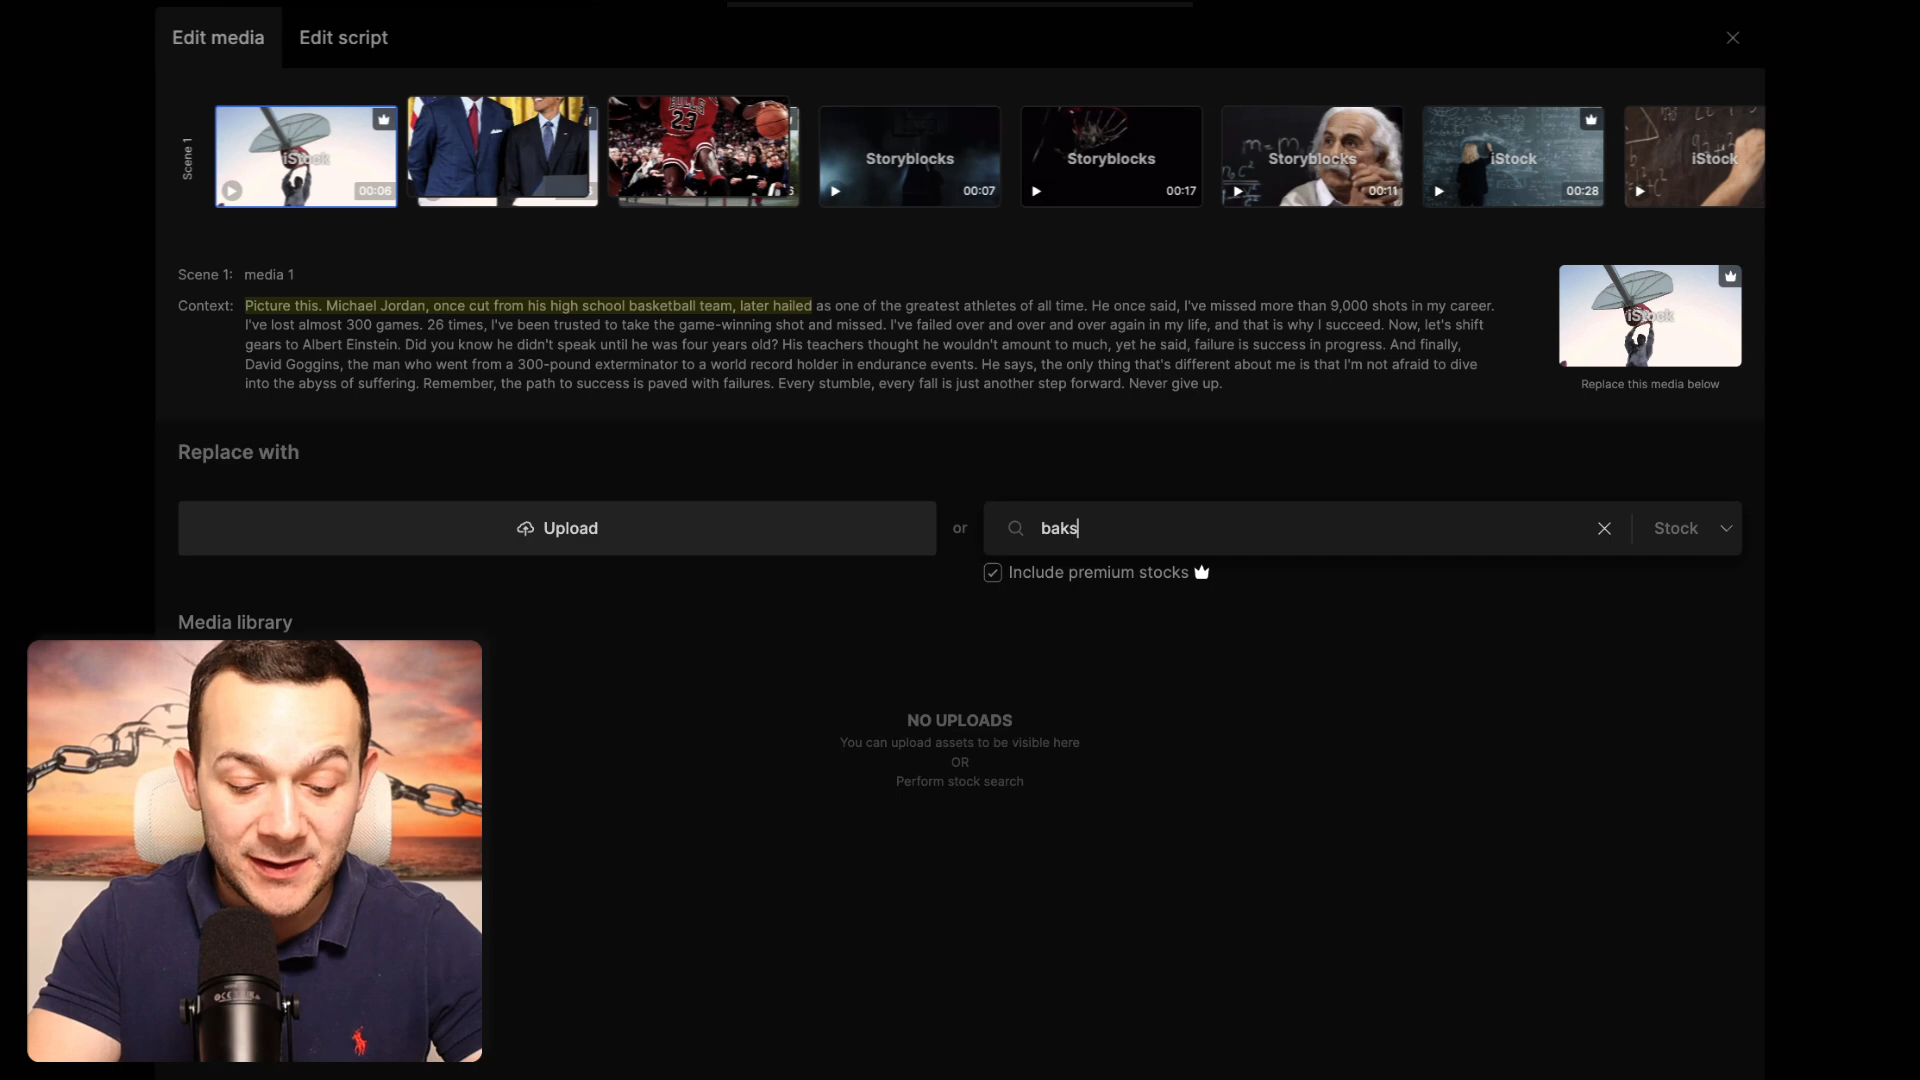 Edit media
Edit script
Scene 1
iStock
00:06
23
Storyblocks
00:07
Storyblocks
00:17
Storyblocks
00:11
iStock
00:28
iStock
Scene 1: media 1
Context: Picture this. Michael Jordan, once cut from his high school basketball team, later hailed as one of the greatest athletes of all time. He once said, I've missed more than 9,000 shots in my career.
I've lost almost 300 games. 26 times, I've been trusted to take the game-winning shot and missed. I've failed over and over and over again in my life, and that is why I succeed. Now, let's shift
gears to Albert Einstein. Did you know he didn't speak until he was four years old? His teachers thought he wouldn't amount to much, yet he said, failure is success in progress. And finally,
David Goggins, the man who went from a 300-pound exterminator to a world record holder in endurance events. He says, the only thing that's different about me is that I'm not afraid to dive
into the abyss of suffering. Remember, the path to success is paved with failures. Every stumble, every fall is just another step forward. Never give up.
iStock
Replace this media below
Replace with
Upload
or
baks
Stock
Include premium stocks
Media library
NO UPLOADS
You can upload assets to be visible here
OR
Perform stock search